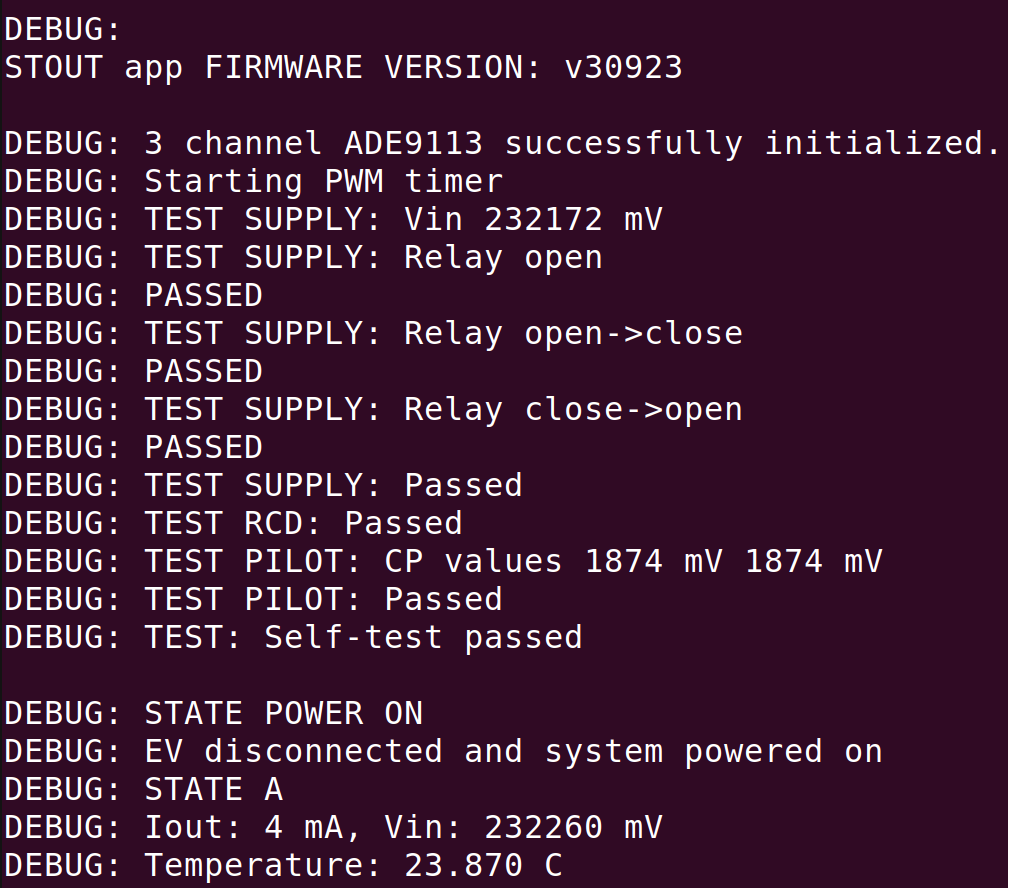 DEBUG:
STOUT app FIRMWARE VERSION: v30923

DEBUG: 3 channel ADE9113 successfully initialized.
DEBUG: Starting PWM timer
DEBUG: TEST SUPPLY: Vin 232172 mV
DEBUG: TEST SUPPLY: Relay open
DEBUG: PASSED
DEBUG: TEST SUPPLY: Relay open->close
DEBUG: PASSED
DEBUG: TEST SUPPLY: Relay close->open
DEBUG: PASSED
DEBUG: TEST SUPPLY: Passed
DEBUG: TEST RCD: Passed
DEBUG: TEST PILOT: CP values 1874 mV 1874 mV
DEBUG: TEST PILOT: Passed
DEBUG: TEST: Self-test passed

DEBUG: STATE POWER ON
DEBUG: EV disconnected and system powered on
DEBUG: STATE A
DEBUG: Iout: 4 mA, Vin: 232260 mV
DEBUG: Temperature: 23.870 C